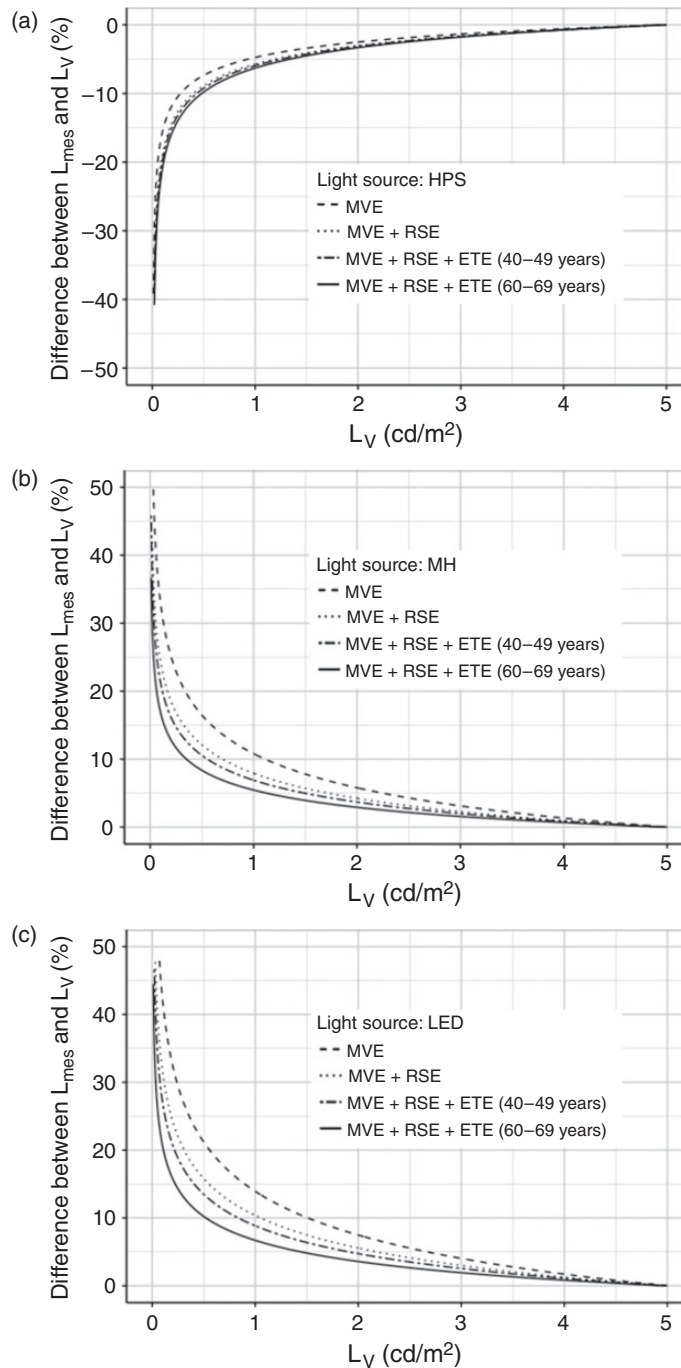 (a)
Difference between Lmes and LV (%)
0
−10
−20
−30
−40
−50
Light source: HPS
MVE
MVE + RSE
MVE + RSE + ETE (40–49 years)
MVE + RSE + ETE (60–69 years)
0 1 2 3 4 5
LV (cd/m²)
(b)
Difference between Lmes and LV (%)
50
40
30
20
10
0
Light source: MH
MVE
MVE + RSE
MVE + RSE + ETE (40–49 years)
MVE + RSE + ETE (60–69 years)
0 1 2 3 4 5
LV (cd/m²)
(c)
Difference between Lmes and LV (%)
50
40
30
20
10
0
Light source: LED
MVE
MVE + RSE
MVE + RSE + ETE (40–49 years)
MVE + RSE + ETE (60–69 years)
0 1 2 3 4 5
LV (cd/m²)